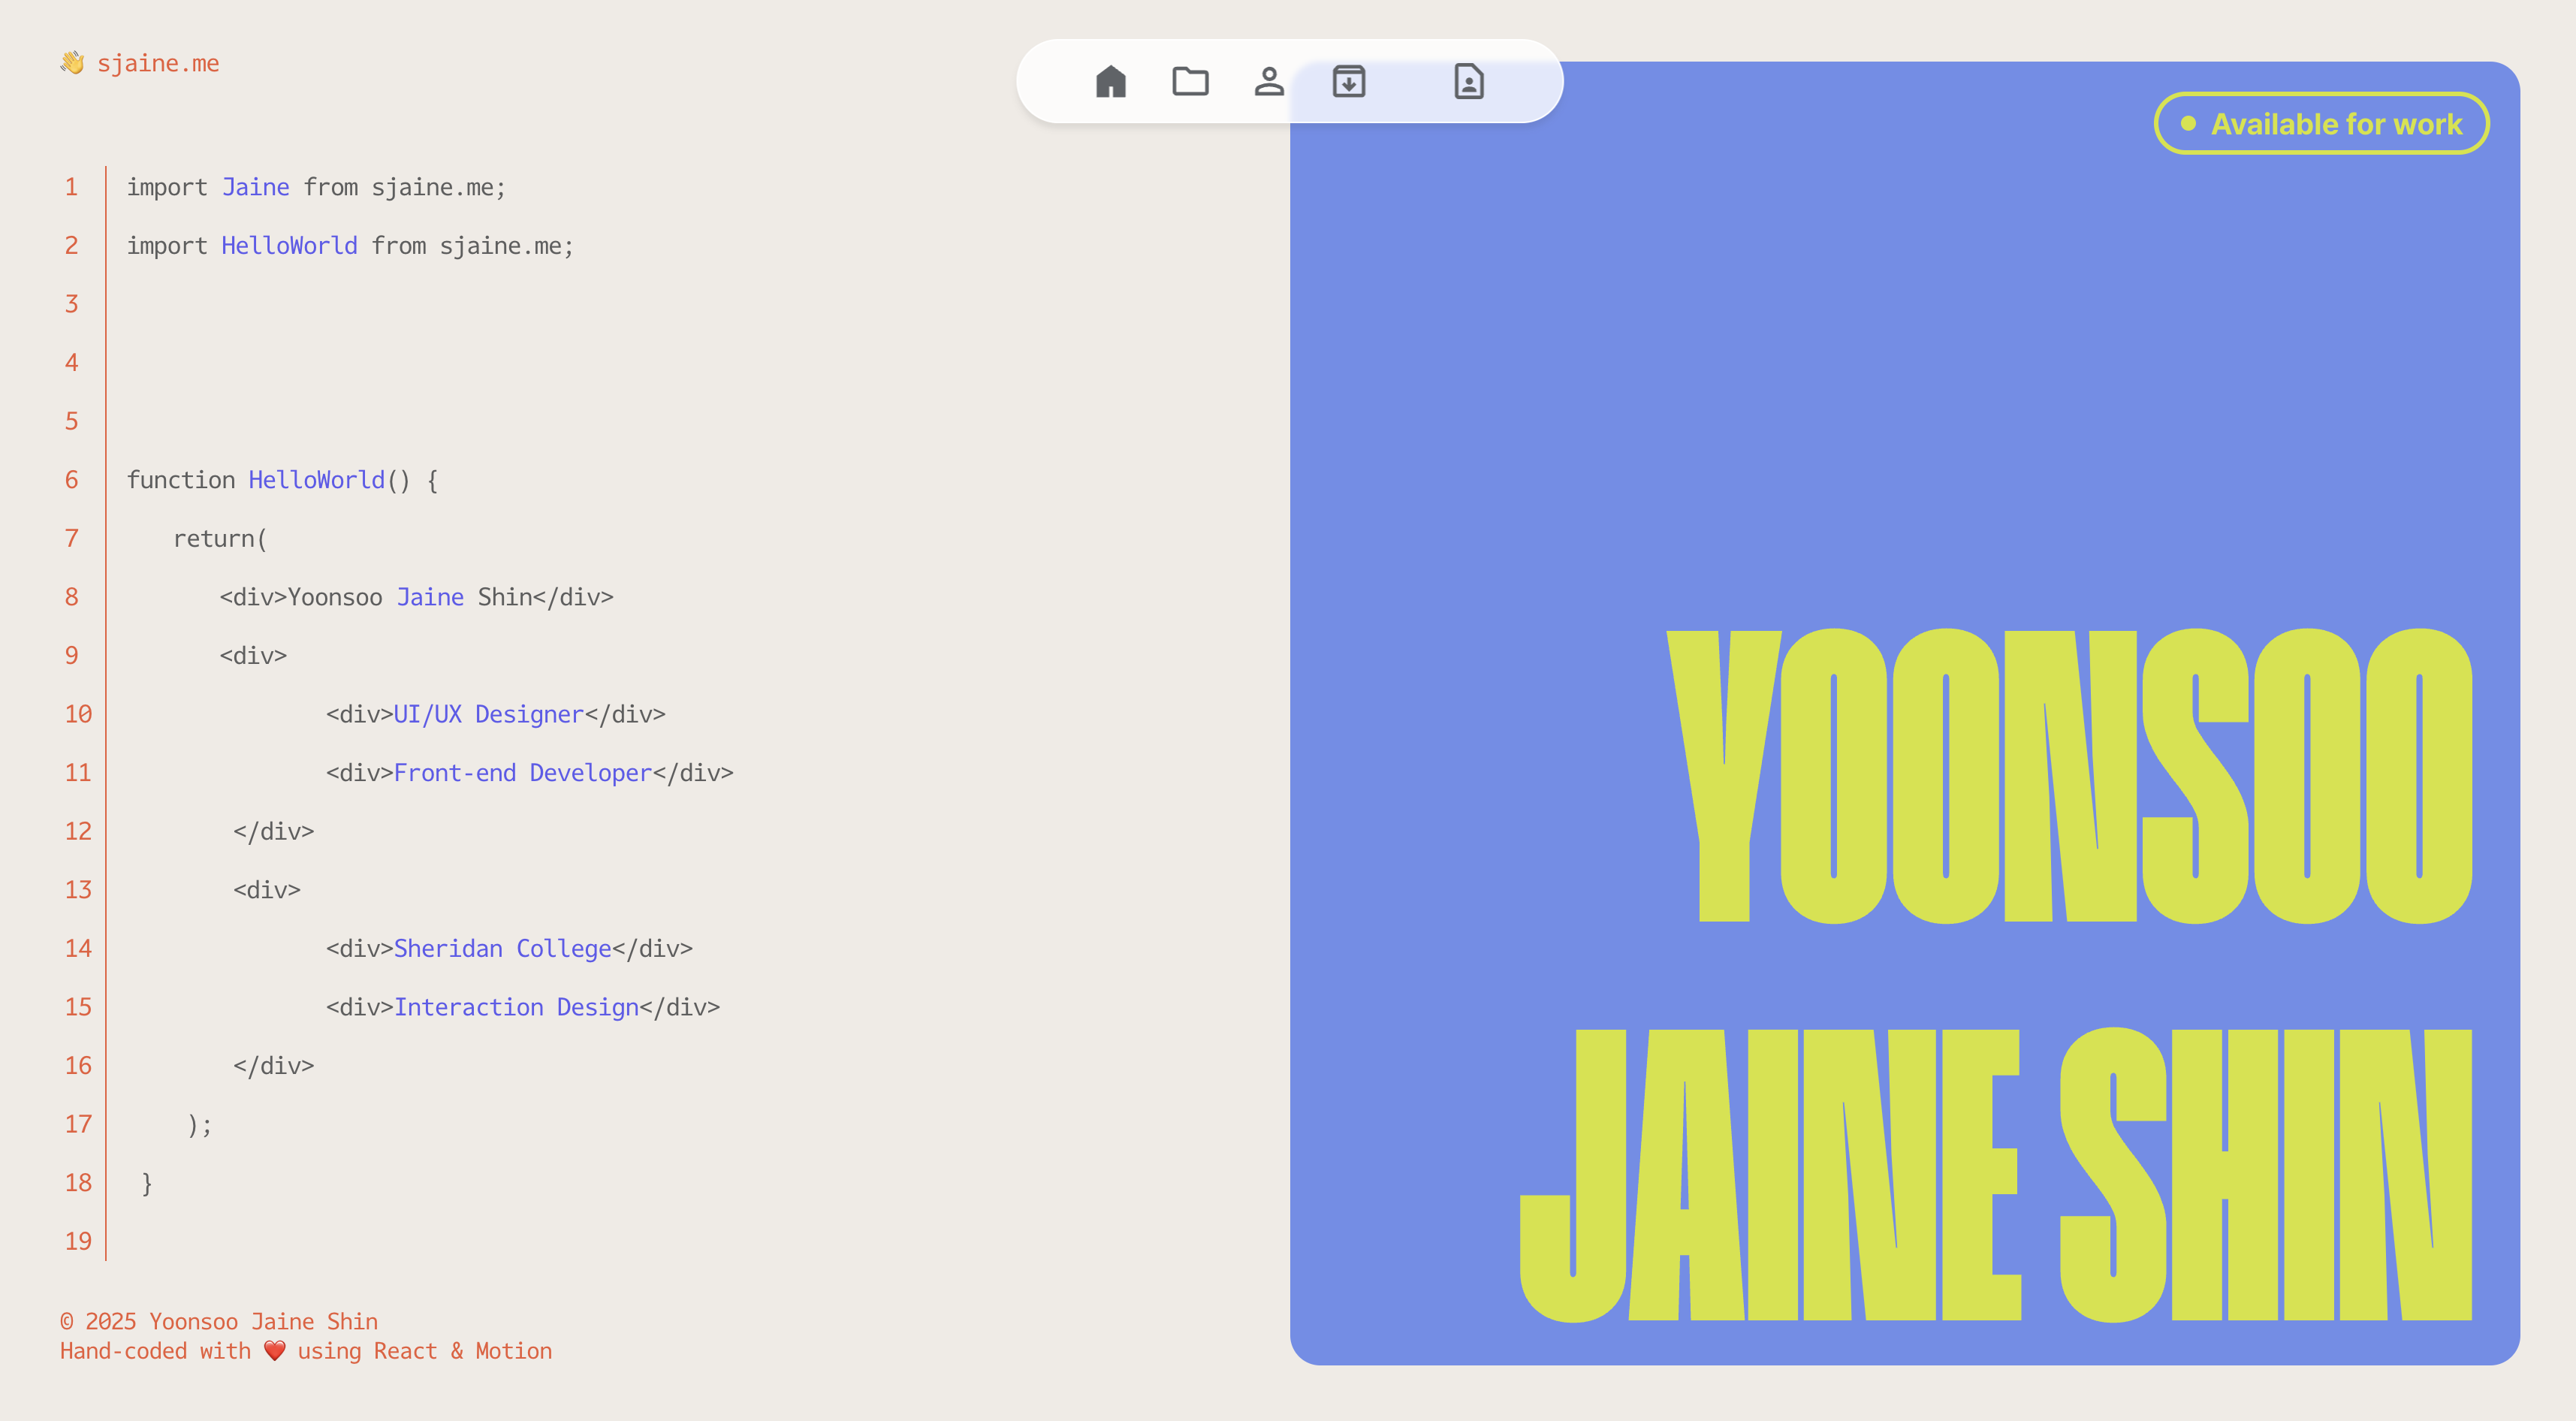 👋 sjaine.me
Available for work
1 import Jaine from sjaine.me;
2 import HelloWorld from sjaine.me;
3
4
5
6 function HelloWorld() {
7 return(
8 <div>Yoonsoo Jaine Shin</div>
9 <div>
10 <div>UI/UX Designer</div>
11 <div>Front-end Developer</div>
12 </div>
13 <div>
14 <div>Sheridan College</div>
15 <div>Interaction Design</div>
16 </div>
17 );
18 }
19
© 2025 Yoonsoo Jaine Shin
Hand-coded with ❤️ using React & Motion
YOONSOO
JAINE SHIN